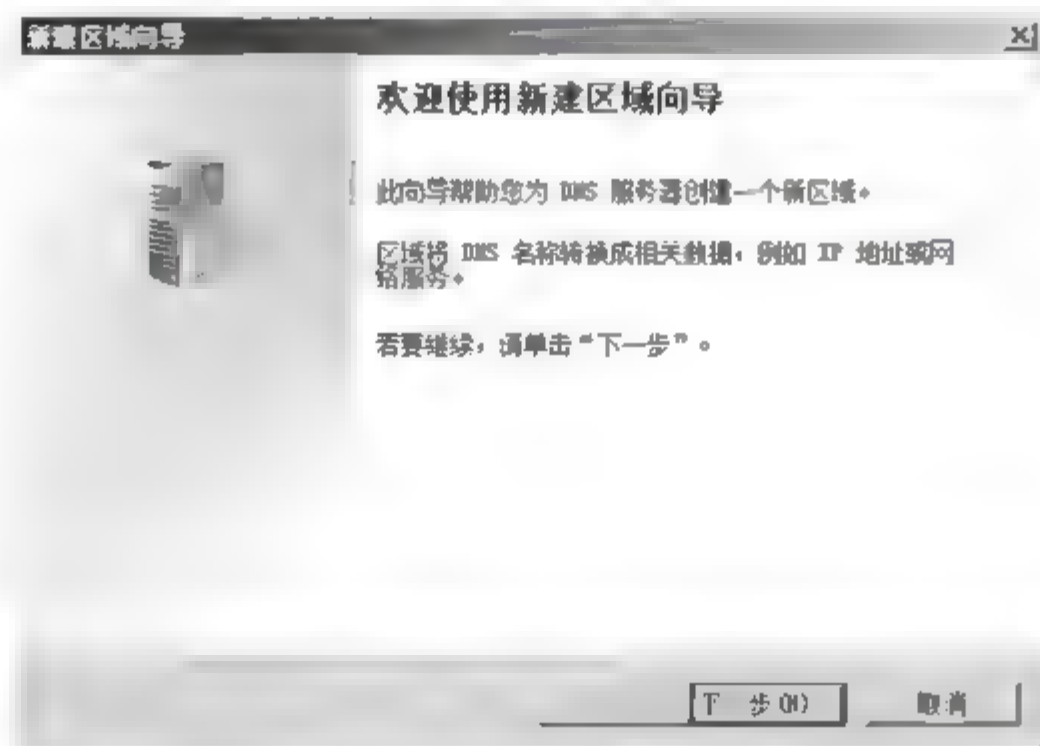 新建区域向导
欢迎使用新建区域向导
此向导帮助您为 DNS 服务器创建一个新区域。
区域将 DNS 名称转换成相关数据，例如 IP 地址或网
络服务。
若要继续，请单击“下一步”。
下一步(N)
取消